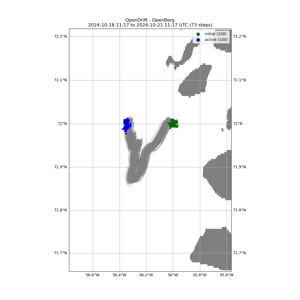 OpenDrift - OpenBerg
2024-10-18 11:17 to 2024-10-21 11:17 UTC (73 steps)
initial (100)
active (100)
72.2°N 72.2°N
72.1°N 72.1°N
72°N 72°N
71.9°N 71.9°N
71.8°N 71.8°N
71.7°N 71.7°N
56.6°W 56.4°W 56.2°W 56°W 55.8°W 55.6°W